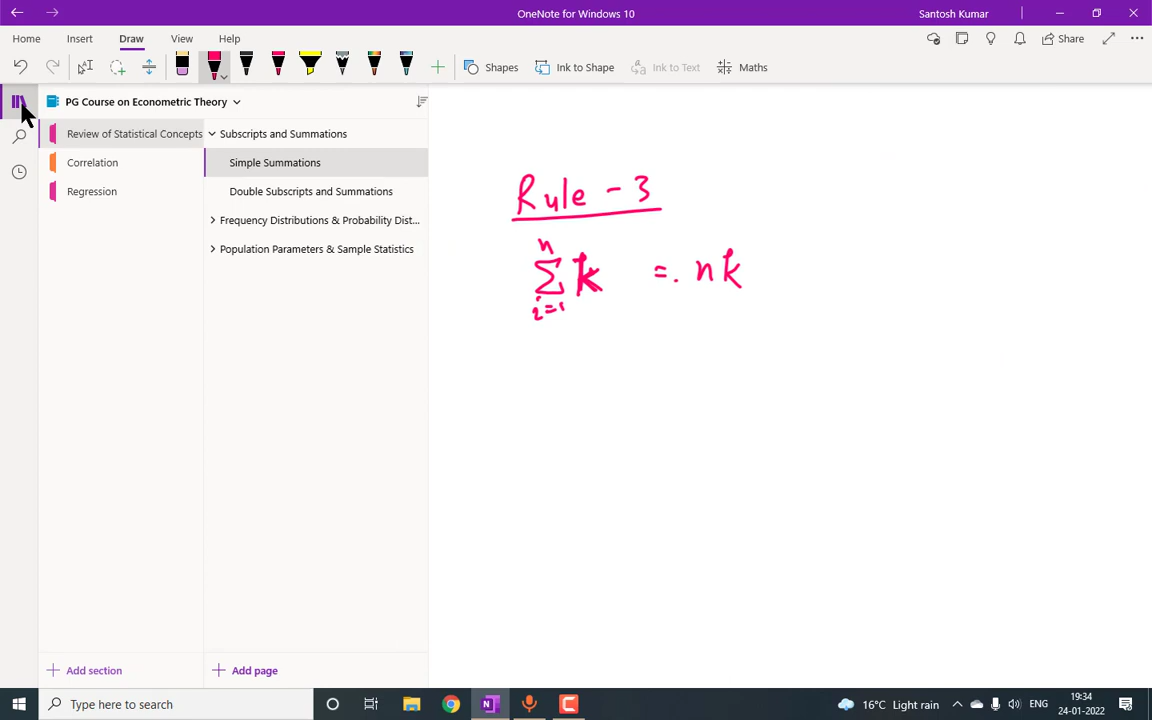 OneNote for Windows 10
Santosh Kumar
Home Insert Draw View Help
Share
Shapes Ink to Shape Ink to Text Maths
PG Course on Econometric Theory
Review of Statistical Concepts
Correlation
Regression
Subscripts and Summations
Simple Summations
Double Subscripts and Summations
Frequency Distributions & Probability Dist...
Population Parameters & Sample Statistics
Rule - 3
n
∑ k =. nk
i=1
Add section
Add page
Type here to search
16°C Light rain
ENG
19:34
24-01-2022